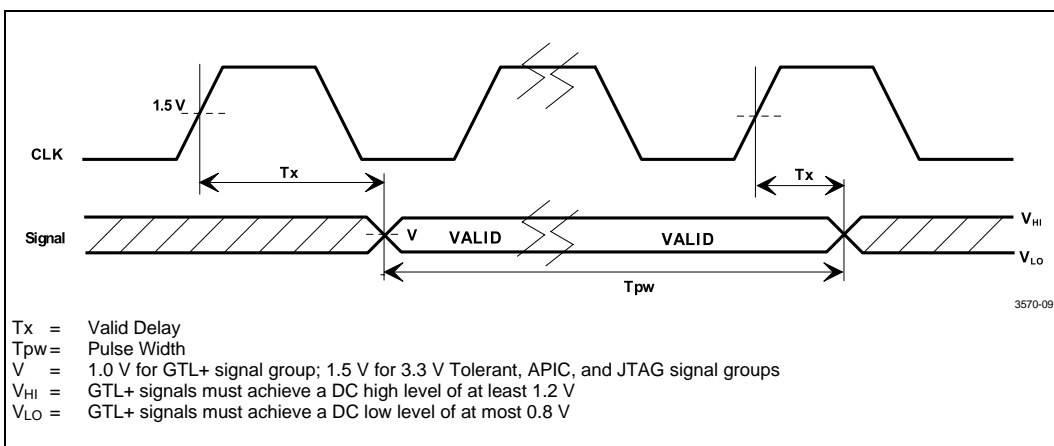 1.5 V
CLK
Tx
Tx
Signal
V
VALID
VALID
VHI
VLO
Tpw
3570-09
Tx = Valid Delay
Tpw = Pulse Width
V = 1.0 V for GTL+ signal group; 1.5 V for 3.3 V Tolerant, APIC, and JTAG signal groups
VHI = GTL+ signals must achieve a DC high level of at least 1.2 V
VLO = GTL+ signals must achieve a DC low level of at most 0.8 V